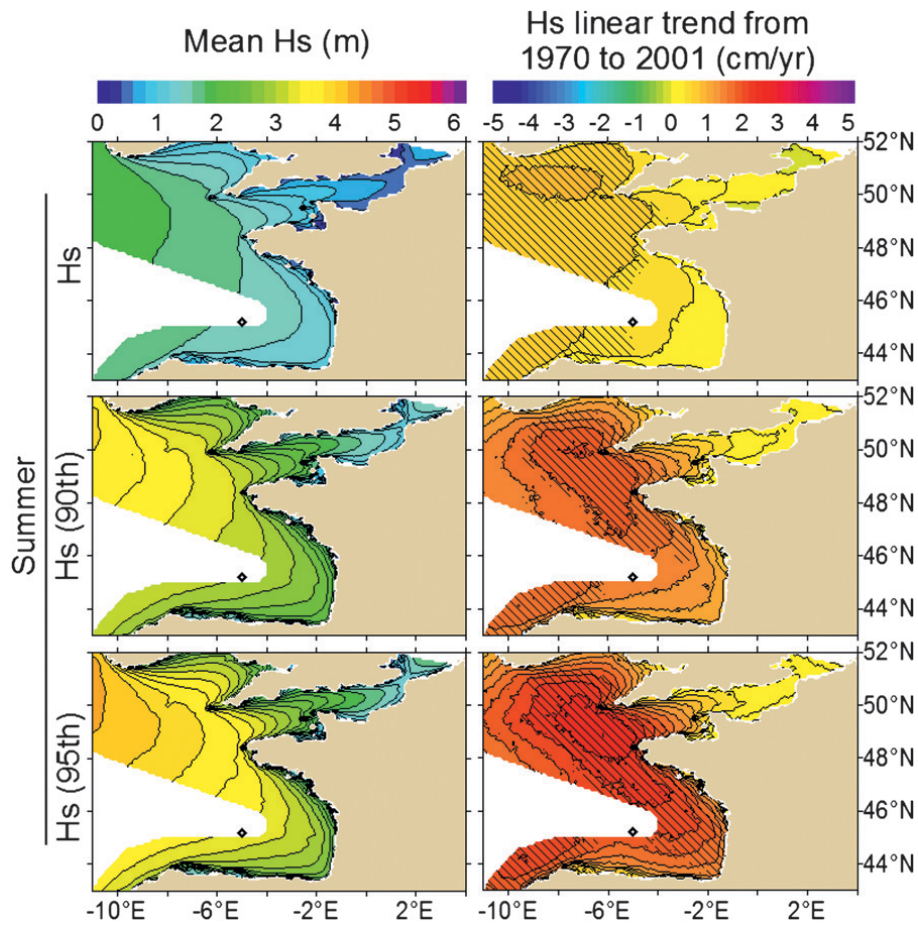 Mean Hs (m)
Hs linear trend from
1970 to 2001 (cm/yr)
0 1 2 3 4 5 6
-5 -4 -3 -2 -1 0 1 2 3 4 5
52°N
50°N
48°N
46°N
44°N
Hs
52°N
50°N
48°N
46°N
44°N
Summer
Hs (90th)
52°N
50°N
48°N
46°N
44°N
Hs (95th)
-10°E -6°E -2°E 2°E
-10°E -6°E -2°E 2°E